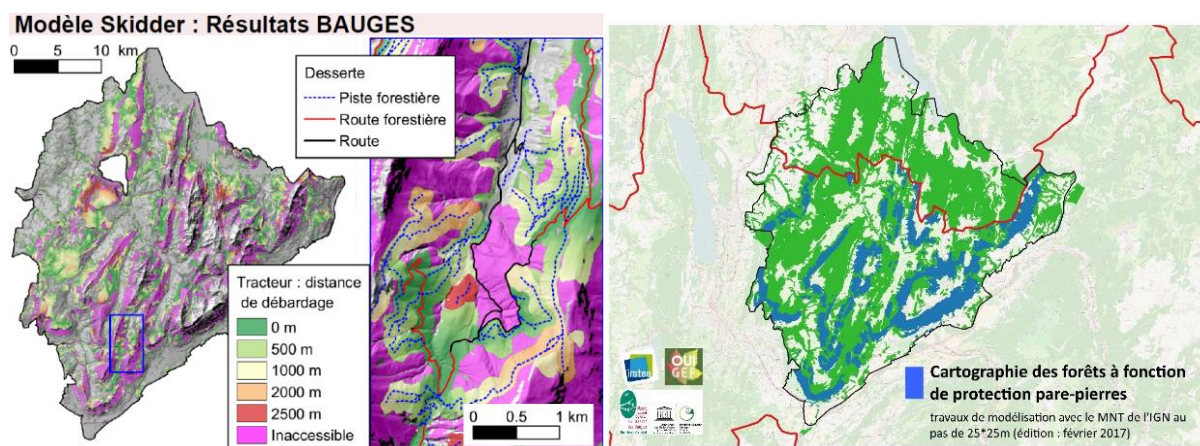 Modèle Skidder : Résultats BAUGES
0 5 10 km
Desserte
Piste forestière
Route forestière
Route
Tracteur : distance
de débardage
0 m
500 m
1000 m
2000 m
2500 m
Inaccessible
0 0.5 1 km
irstea
OUI
GEF
Cartographie des forêts à fonction
de protection pare-pierres
travaux de modélisation avec le MNT de l'IGN au
pas de 25*25m (édition : février 2017)